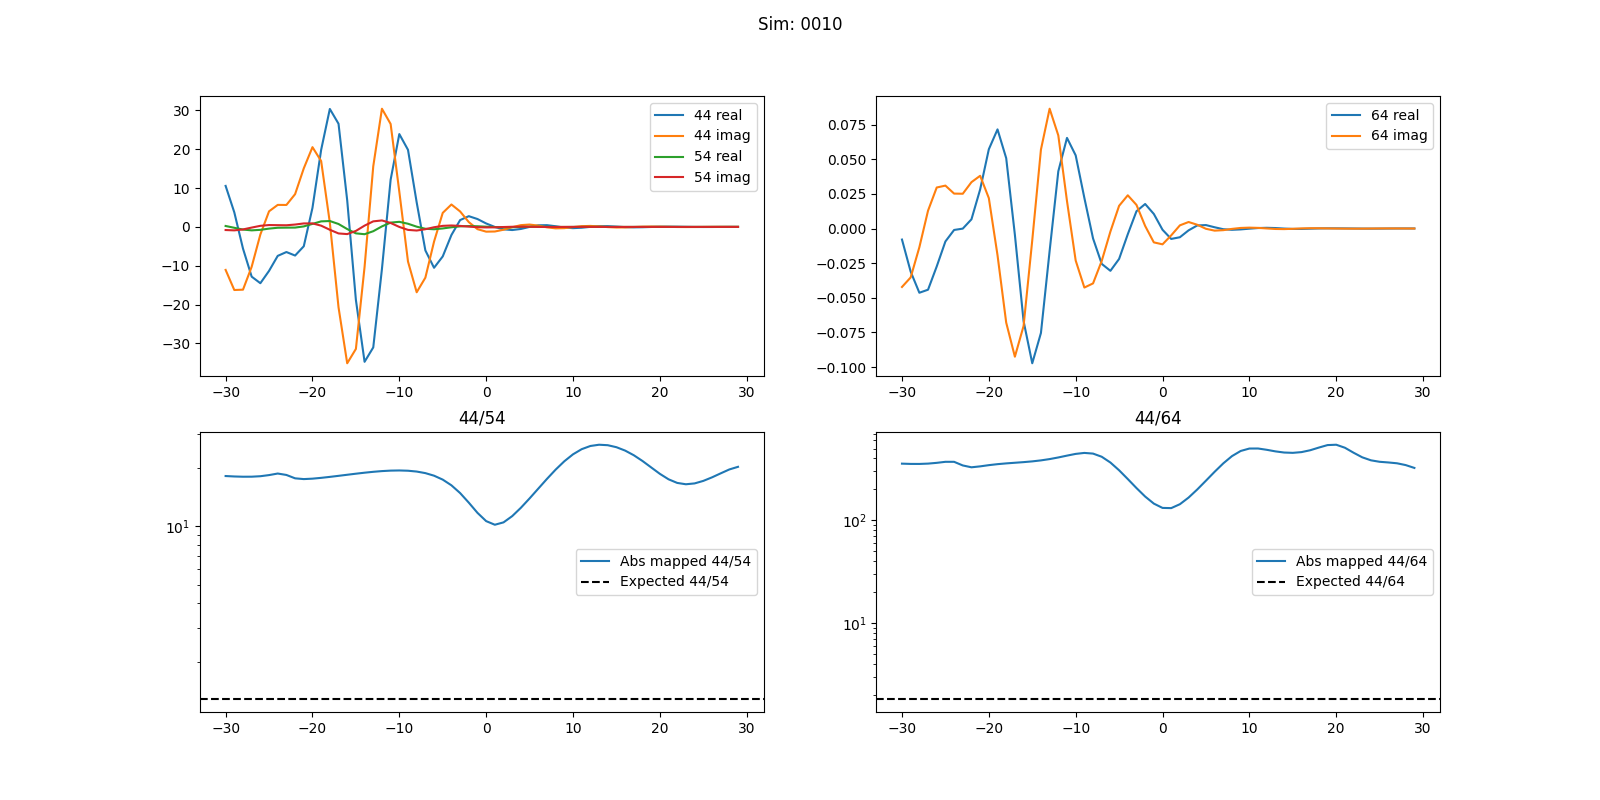 Sim: 0010
30
20
10
0
−10
−20
−30
−30 −20 −10 0 10 20 30
44 real
44 imag
54 real
54 imag
0.075
0.050
0.025
0.000
−0.025
−0.050
−0.075
−0.100
−30 −20 −10 0 10 20 30
64 real
64 imag
44/54
10¹
−30 −20 −10 0 10 20 30
Abs mapped 44/54
Expected 44/54
44/64
10²
10¹
−30 −20 −10 0 10 20 30
Abs mapped 44/64
Expected 44/64